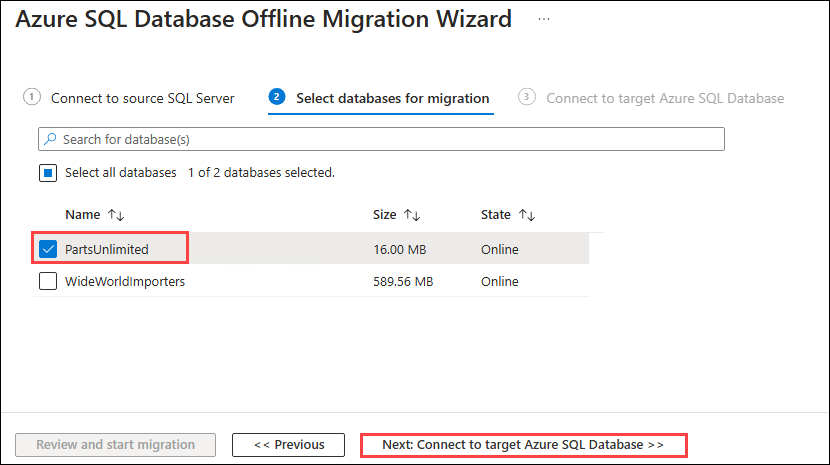 Azure SQL Database Offline Migration Wizard ...
1 Connect to source SQL Server 2 Select databases for migration 3 Connect to target Azure SQL Database
Search for database(s)
Select all databases 1 of 2 databases selected.
Name ↑↓ Size ↑↓ State ↑↓
PartsUnlimited 16.00 MB Online
WideWorldImporters 589.56 MB Online
Review and start migration << Previous Next: Connect to target Azure SQL Database >>